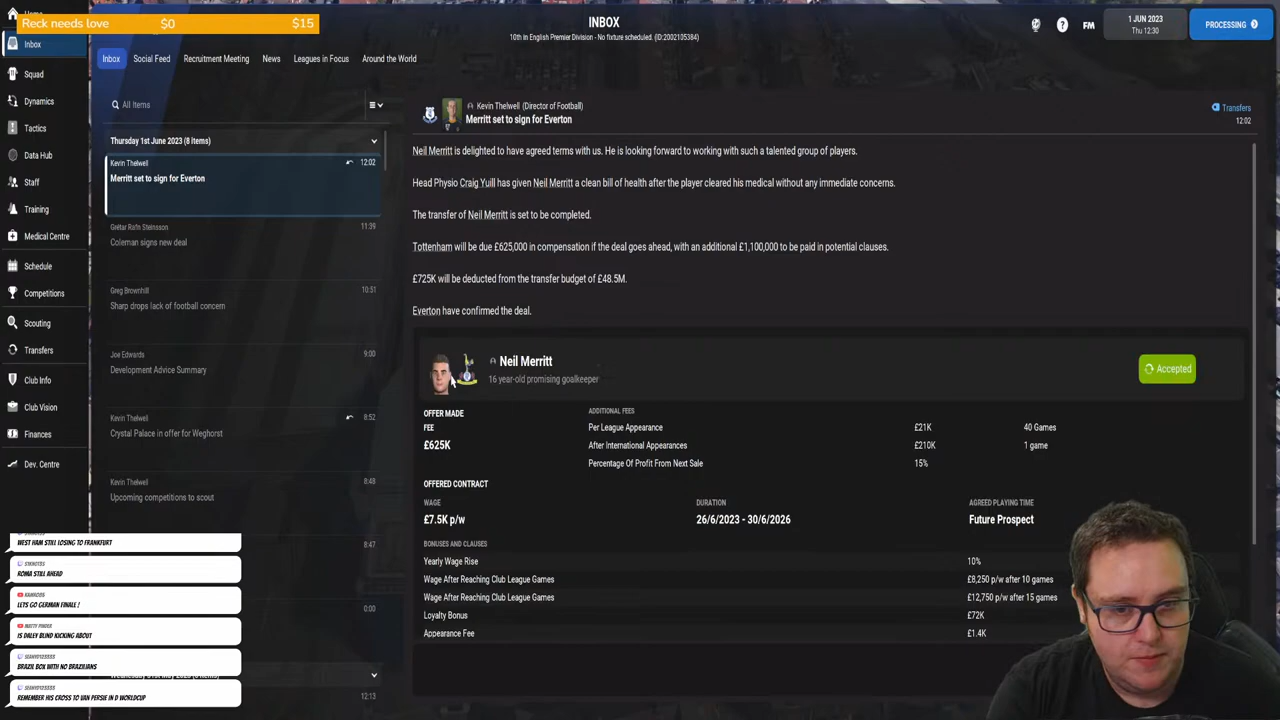 Home
Reck needs love $0 $15
INBOX
10th in English Premier Division - No fixture scheduled. (ID:2002105384)
FM
1 JUN 2023
Thu 12:30
PROCESSING
Inbox
Squad
Dynamics
Tactics
Data Hub
Staff
Training
Medical Centre
Schedule
Competitions
Scouting
Transfers
Club Info
Club Vision
Finances
Dev. Centre
Inbox Social Feed Recruitment Meeting News Leagues in Focus Around the World
All Items
Thursday 1st June 2023 (8 items)
Kevin Thelwell 12:02
Merritt set to sign for Everton
Grétar Rafn Steinsson 11:39
Coleman signs new deal
Greg Brownhill 10:31
Sharp drops lack of football concern
Joe Edwards 9:00
Development Advice Summary
Kevin Thelwell 8:52
Crystal Palace in offer for Weghorst
Kevin Thelwell 8:48
Upcoming competitions to scout
8:47
0:00
12:13
WEST HAM STILL LOSING TO FRANKFURT
ROMA STILL AHEAD
LETS GO GERMAN FINALE !
IS DALEY BLIND KICKING ABOUT
BRAZIL BOX WITH NO BRAZILIANS
REMEMBER HIS CROSS TO VAN PERSIE IN D WORLDCUP
Kevin Thelwell (Director of Football)
Merritt set to sign for Everton
Transfers
12:02
Neil Merritt is delighted to have agreed terms with us. He is looking forward to working with such a talented group of players.
Head Physio Craig Yuill has given Neil Merritt a clean bill of health after the player cleared his medical without any immediate concerns.
The transfer of Neil Merritt is set to be completed.
Tottenham will be due £625,000 in compensation if the deal goes ahead, with an additional £1,100,000 to be paid in potential clauses.
£725K will be deducted from the transfer budget of £48.5M.
Everton have confirmed the deal.
Neil Merritt
16 year-old promising goalkeeper
Accepted
OFFER MADE
FEE
£625K
ADDITIONAL FEES
Per League Appearance £21K 40 Games
After International Appearances £210K 1 game
Percentage Of Profit From Next Sale 15%
OFFERED CONTRACT
WAGE DURATION AGREED PLAYING TIME
£7.5K p/w 26/6/2023 - 30/6/2026 Future Prospect
BONUSES AND CLAUSES
Yearly Wage Rise 10%
Wage After Reaching Club League Games £8,250 p/w after 10 games
Wage After Reaching Club League Games £12,750 p/w after 15 games
Loyalty Bonus £72K
Appearance Fee £1.4K